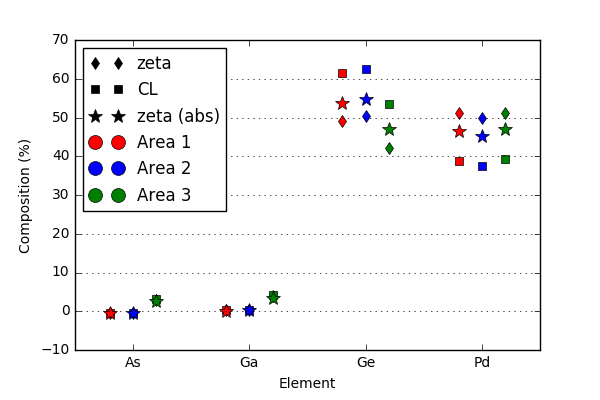 70
60
50
40
30
20
10
0
−10
Composition (%)
zeta
CL
zeta (abs)
Area 1
Area 2
Area 3
As Ga Ge Pd
Element